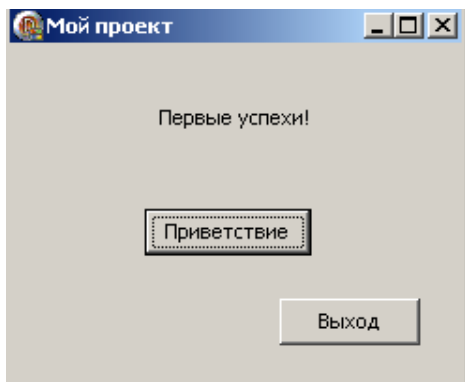 Мой проект
Первые успехи!
Приветствие
Выход